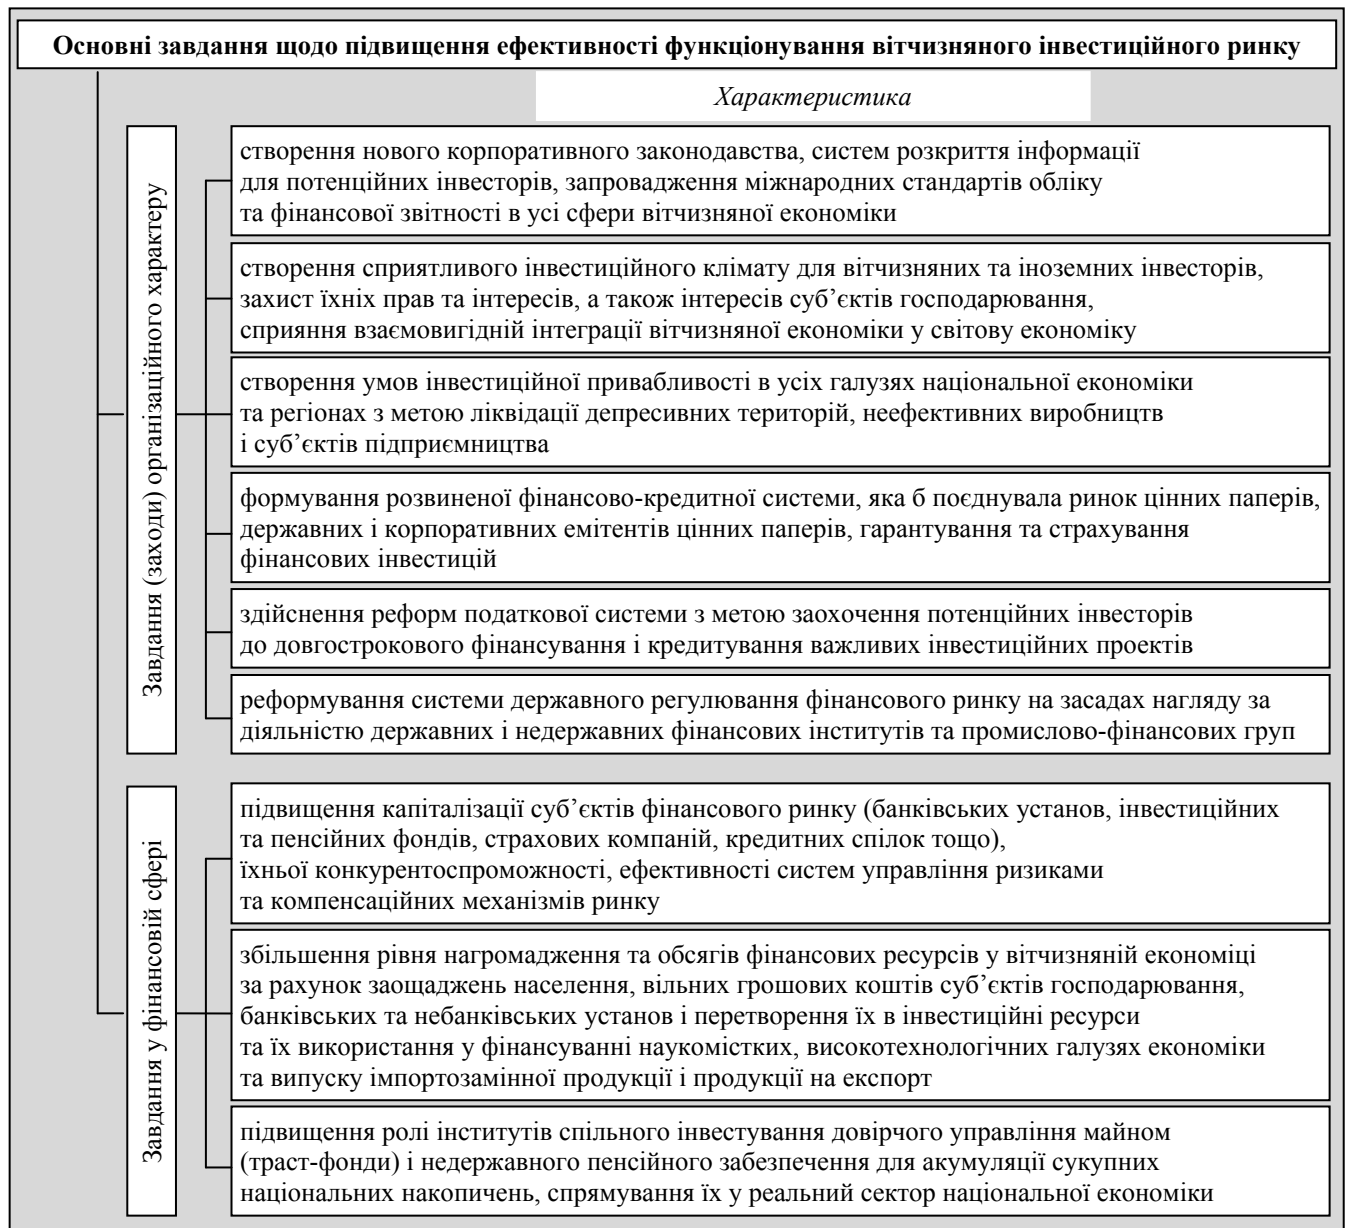 Основні завдання щодо підвищення ефективності функціонування вітчизняного інвестиційного ринку
Характеристика
Завдання (заходи) організаційного характеру
створення нового корпоративного законодавства, систем розкриття інформації
для потенційних інвесторів, запровадження міжнародних стандартів обліку
та фінансової звітності в усі сфери вітчизняної економіки
створення сприятливого інвестиційного клімату для вітчизняних та іноземних інвесторів,
захист їхніх прав та інтересів, а також інтересів суб’єктів господарювання,
сприяння взаємовигідній інтеграції вітчизняної економіки у світову економіку
створення умов інвестиційної привабливості в усіх галузях національної економіки
та регіонах з метою ліквідації депресивних територій, неефективних виробництв
і суб’єктів підприємництва
формування розвиненої фінансово-кредитної системи, яка б поєднувала ринок цінних паперів,
державних і корпоративних емітентів цінних паперів, гарантування та страхування
фінансових інвестицій
здійснення реформ податкової системи з метою заохочення потенційних інвесторів
до довгострокового фінансування і кредитування важливих інвестиційних проектів
реформування системи державного регулювання фінансового ринку на засадах нагляду за
діяльністю державних і недержавних фінансових інститутів та промислово-фінансових груп
Завдання у фінансовій сфері
підвищення капіталізації суб’єктів фінансового ринку (банківських установ, інвестиційних
та пенсійних фондів, страхових компаній, кредитних спілок тощо),
їхньої конкурентоспроможності, ефективності систем управління ризиками
та компенсаційних механізмів ринку
збільшення рівня нагромадження та обсягів фінансових ресурсів у вітчизняній економіці
за рахунок заощаджень населення, вільних грошових коштів суб’єктів господарювання,
банківських та небанківських установ і перетворення їх в інвестиційні ресурси
та їх використання у фінансуванні наукомістких, високотехнологічних галузях економіки
та випуску імпортозамінної продукції і продукції на експорт
підвищення ролі інститутів спільного інвестування довірчого управління майном
(траст-фонди) і недержавного пенсійного забезпечення для акумуляції сукупних
національних накопичень, спрямування їх у реальний сектор національної економіки